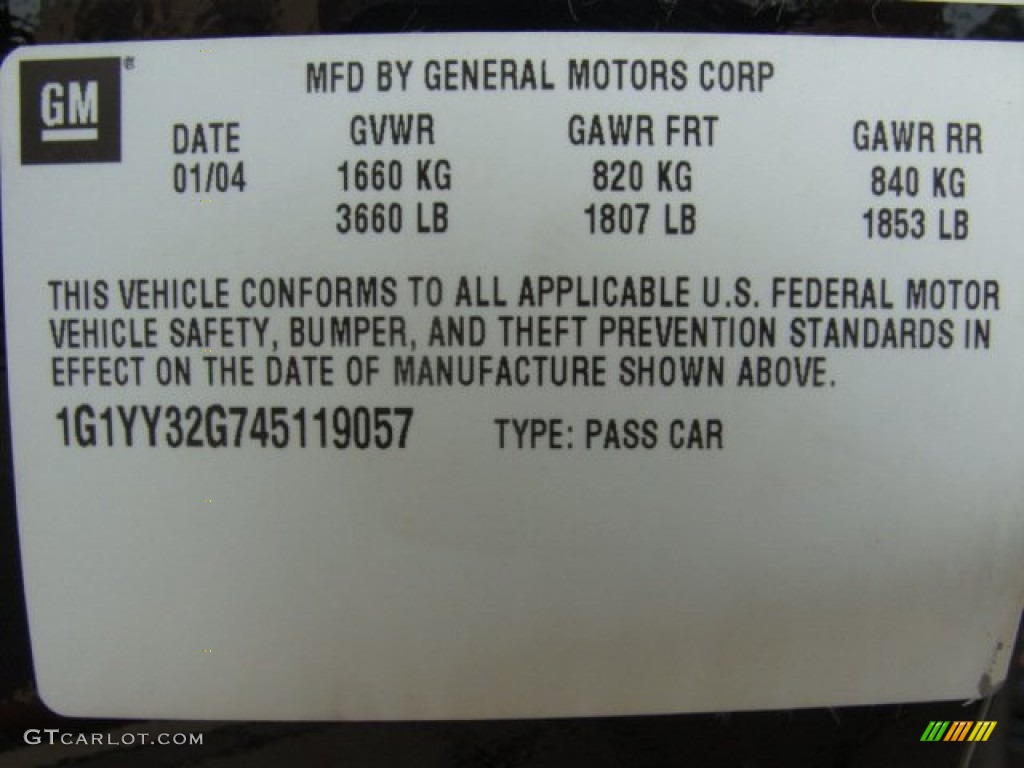 GM®
MFD BY GENERAL MOTORS CORP
DATE GVWR GAWR FRT GAWR RR
01/04 1660 KG 820 KG 840 KG
3660 LB 1807 LB 1853 LB
THIS VEHICLE CONFORMS TO ALL APPLICABLE U.S. FEDERAL MOTOR
VEHICLE SAFETY, BUMPER, AND THEFT PREVENTION STANDARDS IN
EFFECT ON THE DATE OF MANUFACTURE SHOWN ABOVE.
1G1YY32G745119057 TYPE: PASS CAR
GTCARLOT.COM